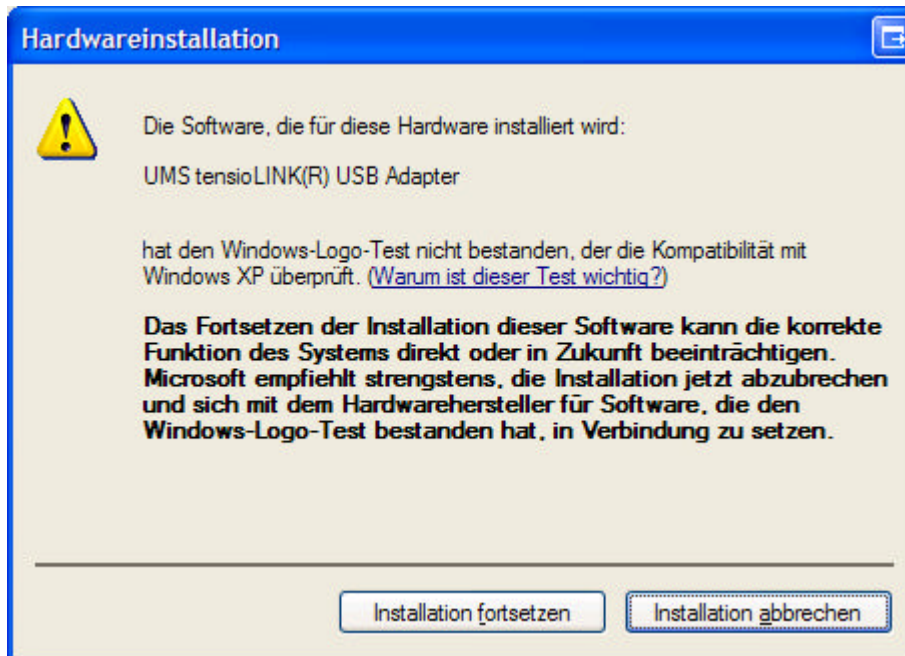 Hardwareinstallation
Die Software, die für diese Hardware installiert wird:
UMS tensioLINK(R) USB Adapter
hat den Windows-Logo-Test nicht bestanden, der die Kompatibilität mit
Windows XP überprüft. (Warum ist dieser Test wichtig?)
Das Fortsetzen der Installation dieser Software kann die korrekte
Funktion des Systems direkt oder in Zukunft beeinträchtigen.
Microsoft empfiehlt strengstens, die Installation jetzt abzubrechen
und sich mit dem Hardwarehersteller für Software, die den
Windows-Logo-Test bestanden hat, in Verbindung zu setzen.
Installation fortsetzen
Installation abbrechen